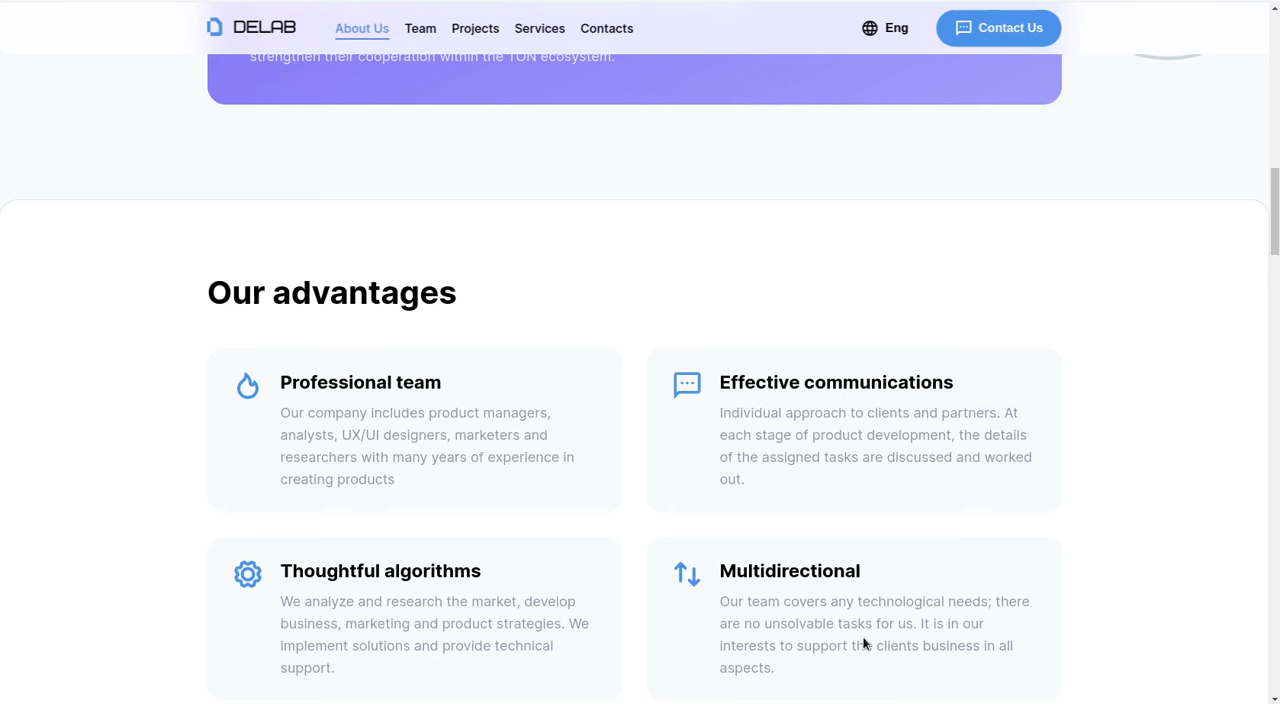 DELAB
About Us Team Projects Services Contacts
Eng
Contact Us
strengthen their cooperation within the TON ecosystem.
Our advantages
Professional team
Our company includes product managers,
analysts, UX/UI designers, marketers and
researchers with many years of experience in
creating products
Effective communications
Individual approach to clients and partners. At
each stage of product development, the details
of the assigned tasks are discussed and worked
out.
Thoughtful algorithms
We analyze and research the market, develop
business, marketing and product strategies. We
implement solutions and provide technical
support.
Multidirectional
Our team covers any technological needs; there
are no unsolvable tasks for us. It is in our
interests to support the clients business in all
aspects.